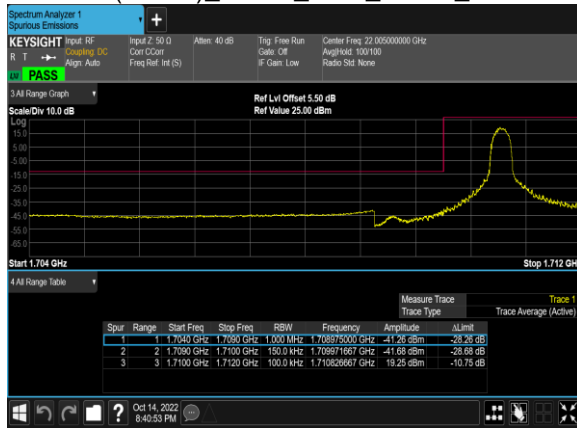 Spectrum Analyzer 1
Spurious Emissions
+
KEYSIGHT
R T
LW PASS
Input: RF
Coupling: DC
Align: Auto
Input Z: 50 Ω
Corr CCorr
Freq Ref: Int (S)
Atten: 40 dB
Trig: Free Run
Gate: Off
IF Gain: Low
Center Freq: 22.005000000 GHz
Avg|Hold: 100/100
Radio Std: None
3 All Range Graph
Scale/Div 10.0 dB
Ref Lvl Offset 5.50 dB
Ref Value 25.00 dBm
Log
15.0
5.00
-5.00
-15.0
-25.0
-35.0
-45.0
-55.0
-65.0
Start 1.704 GHz
Stop 1.712 GH
4 All Range Table
Measure Trace Trace 1
Trace Type Trace Average (Active)
Spur Range Start Freq Stop Freq RBW Frequency Amplitude ΔLimit
1 1 1.7040 GHz 1.7090 GHz 1.000 MHz 1.708975000 GHz -41.26 dBm -28.26 dB
2 2 1.7090 GHz 1.7100 GHz 150.0 kHz 1.709971667 GHz -41.68 dBm -28.68 dB
3 3 1.7100 GHz 1.7120 GHz 100.0 kHz 1.710826667 GHz 19.25 dBm -10.75 dB
?
Oct 14, 2022
8:40:53 PM